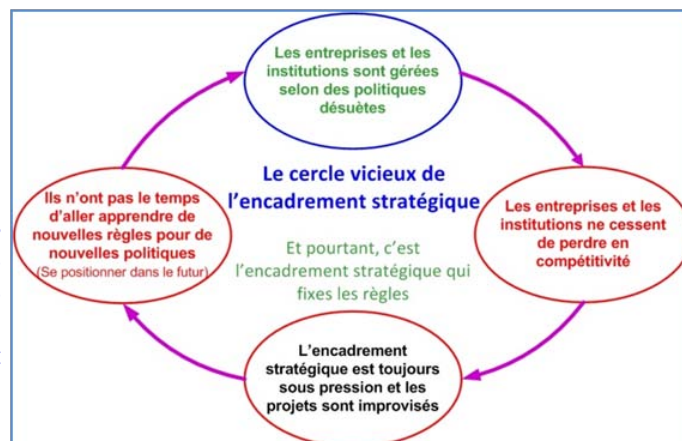 Les entreprises et les
institutions sont gérées
selon des politiques
désuètes
Le cercle vicieux de
l'encadrement stratégique
Ils n'ont pas le temps
d'aller apprendre de
nouvelles règles pour de
nouvelles politiques
(Se positionner dans le futur)
Les entreprises et les
institutions ne cessent
de perdre en
compétitivité
Et pourtant, c'est
l'encadrement stratégique qui
fixes les règles
L'encadrement
stratégique est toujours
sous pression et les
projets sont improvisés